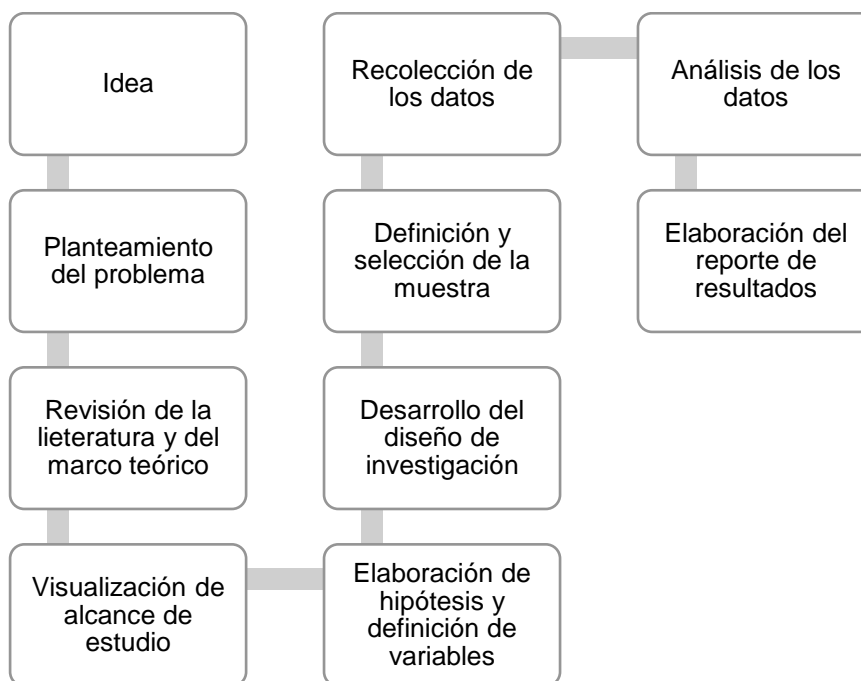 Idea
Planteamiento
del problema
Revisión de la
lieteratura y del
marco teórico
Visualización de
alcance de
estudio
Elaboración de
hipótesis y
definición de
variables
Desarrollo del
diseño de
investigación
Definición y
selección de la
muestra
Recolección de
los datos
Análisis de los
datos
Elaboración del
reporte de
resultados